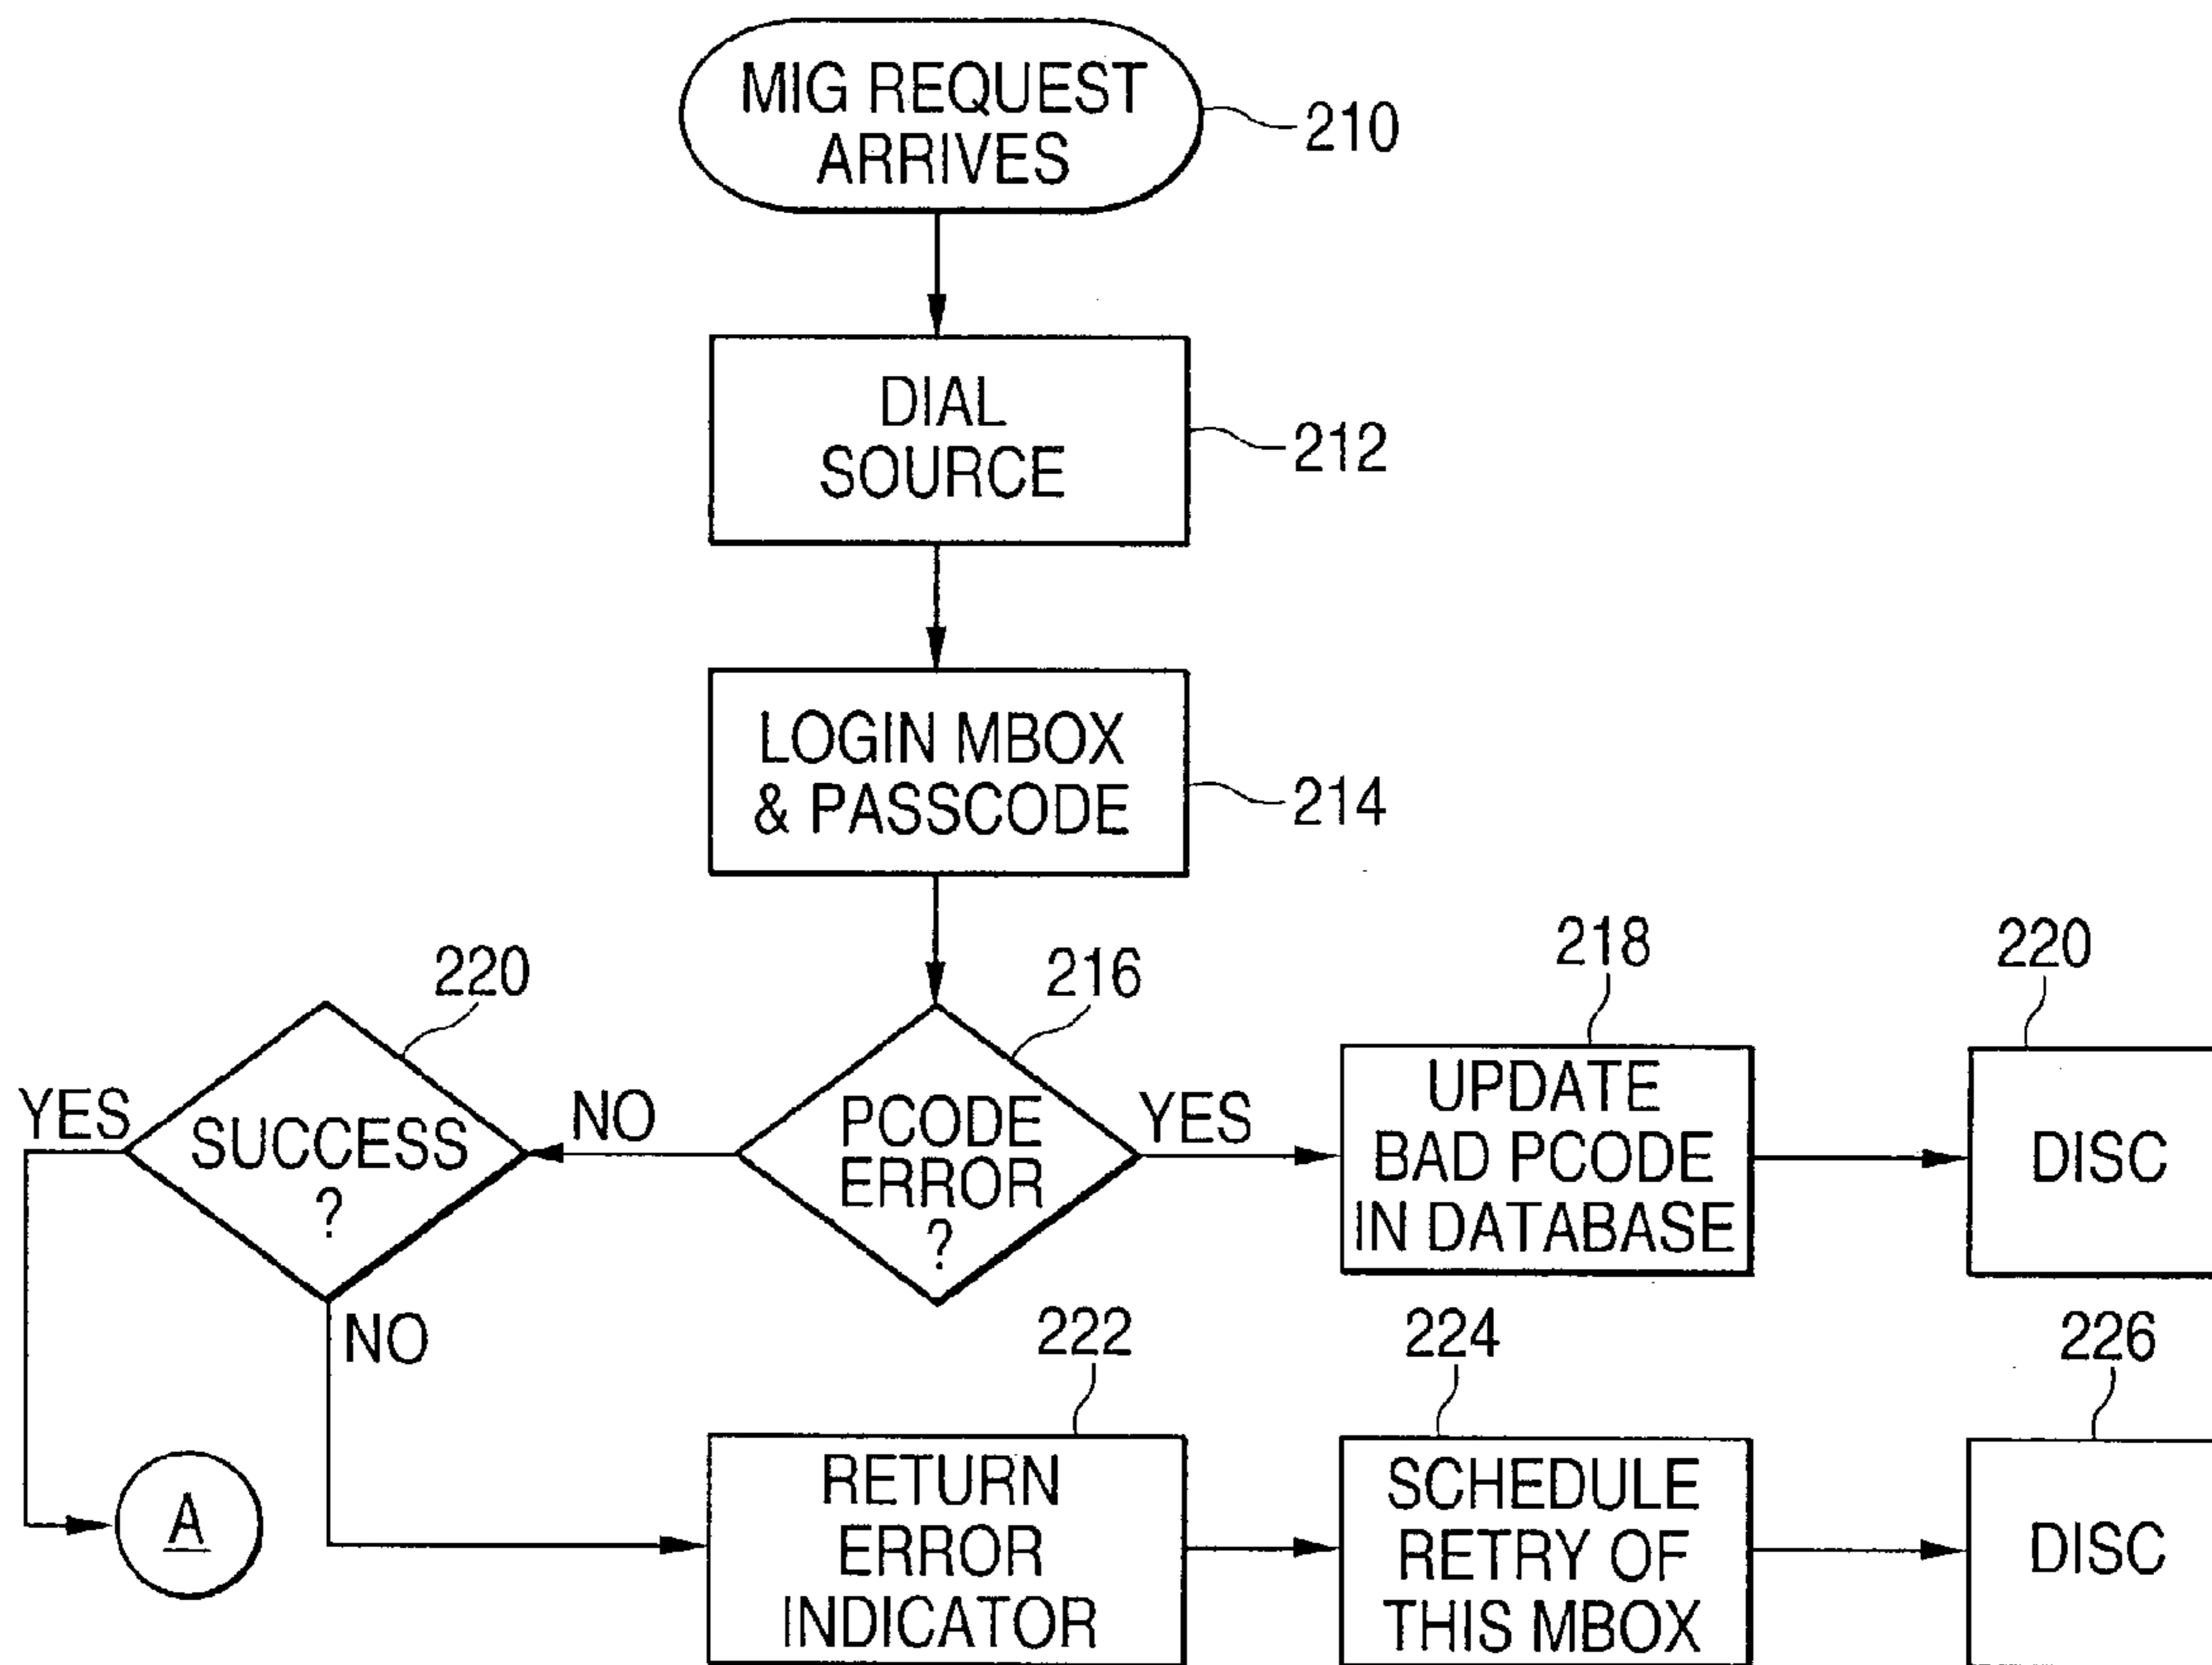 MIG REQUEST
ARRIVES
210
DIAL
SOURCE
212
LOGIN MBOX
& PASSCODE
214
220
216
218
220
YES
SUCCESS
?
NO
PCODE
ERROR
?
YES
UPDATE
BAD PCODE
IN DATABASE
DISC
NO
222
224
226
A
RETURN
ERROR
INDICATOR
SCHEDULE
RETRY OF
THIS MBOX
DISC